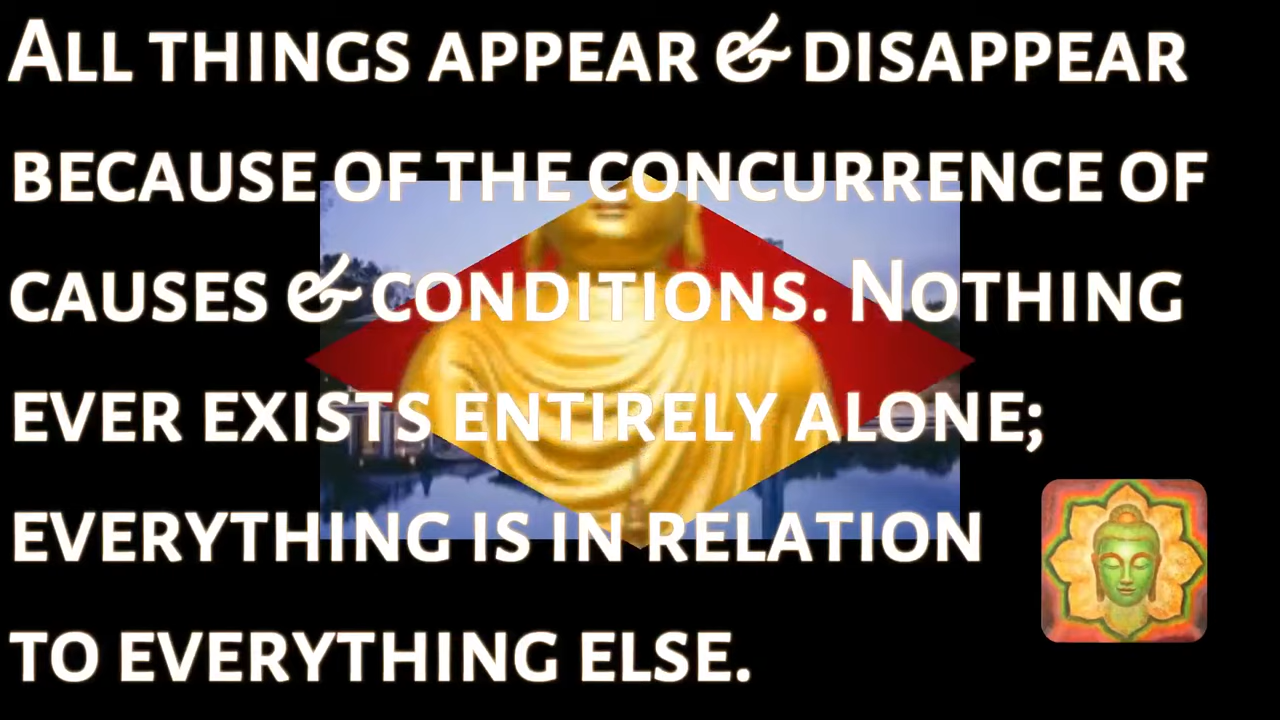 All things appear & disappear
because of the concurrence of
causes & conditions. Nothing
ever exists entirely alone;
everything is in relation
to everything else.